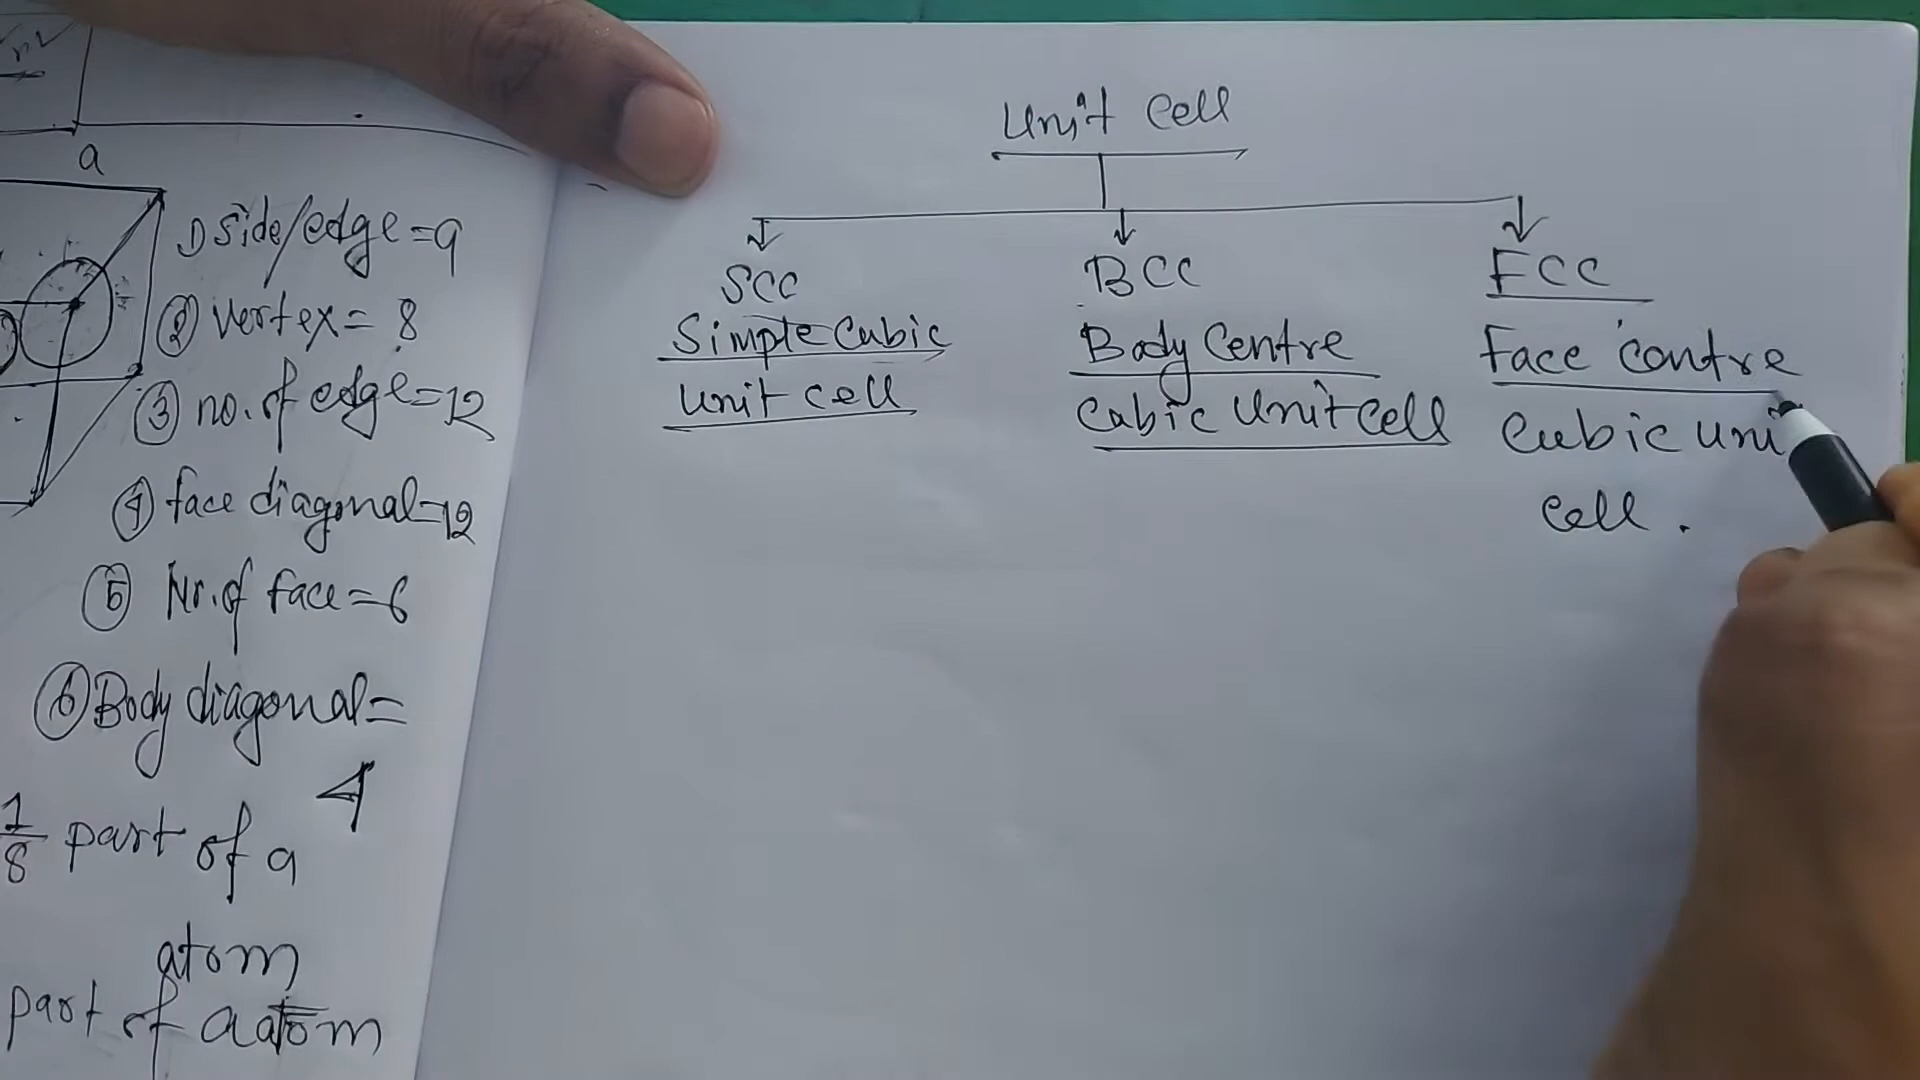 a
1) side/edge=a
② vertex= 8
③ no. of edge=12
④ face diagonal=12
⑤ Nr. of face=6
⑥ Body diagonal=
4
1/8 part of a
atom
part of a atom
Unit Cell
SCC
Simple Cubic
Unit cell
BCC
Body Centre
Cubic Unit Cell
FCC
Face Centre
Cubic Uni
Cell.